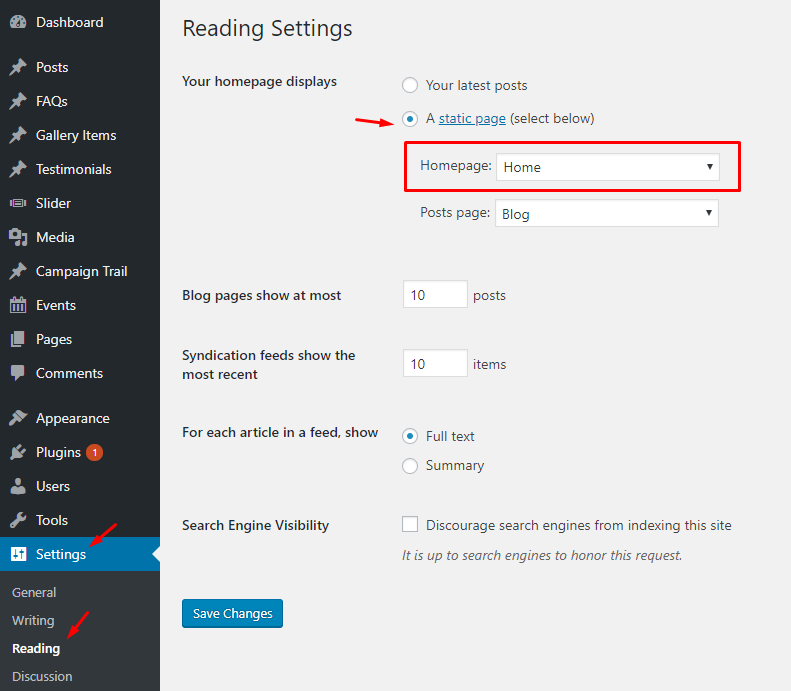 Dashboard
Posts
FAQs
Gallery Items
Testimonials
Slider
Media
Campaign Trail
Events
Pages
Comments
Appearance
Plugins 1
Users
Tools
Settings
General
Writing
Reading
Discussion
Reading Settings
Your homepage displays
Your latest posts
A static page (select below)
Homepage: Home
Posts page: Blog
Blog pages show at most 10 posts
Syndication feeds show the
most recent
10 items
For each article in a feed, show
Full text
Summary
Search Engine Visibility
Discourage search engines from indexing this site
It is up to search engines to honor this request.
Save Changes